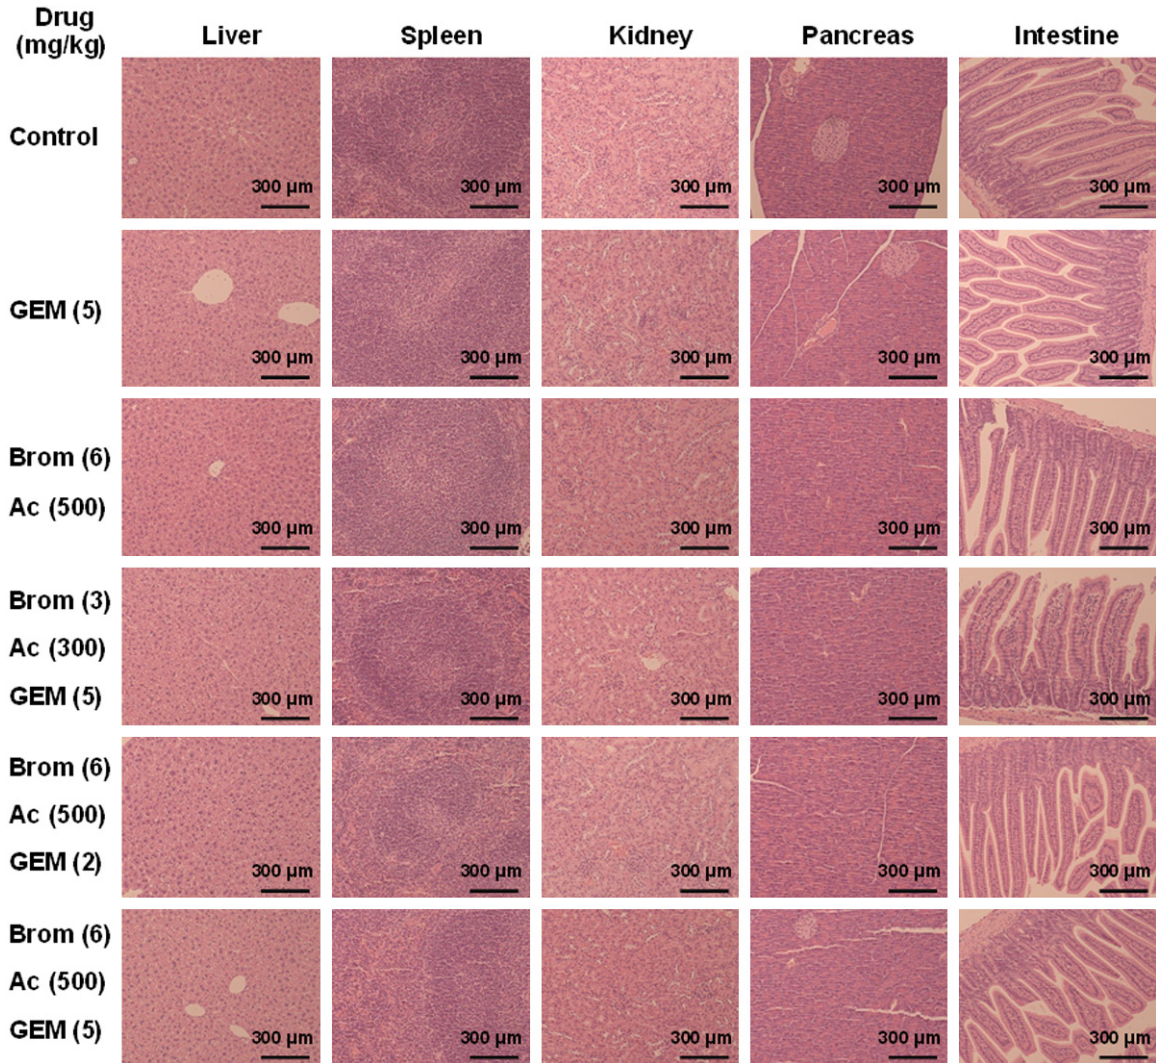 Drug
(mg/kg)
Liver Spleen Kidney Pancreas Intestine
Control
300 µm 300 µm 300 µm 300 µm 300 µm
GEM (5)
300 µm 300 µm 300 µm 300 µm 300 µm
Brom (6)
Ac (500)
300 µm 300 µm 300 µm 300 µm 300 µm
Brom (3)
Ac (300)
GEM (5)
300 µm 300 µm 300 µm 300 µm 300 µm
Brom (6)
Ac (500)
GEM (2)
300 µm 300 µm 300 µm 300 µm 300 µm
Brom (6)
Ac (500)
GEM (5)
300 µm 300 µm 300 µm 300 µm 300 µm